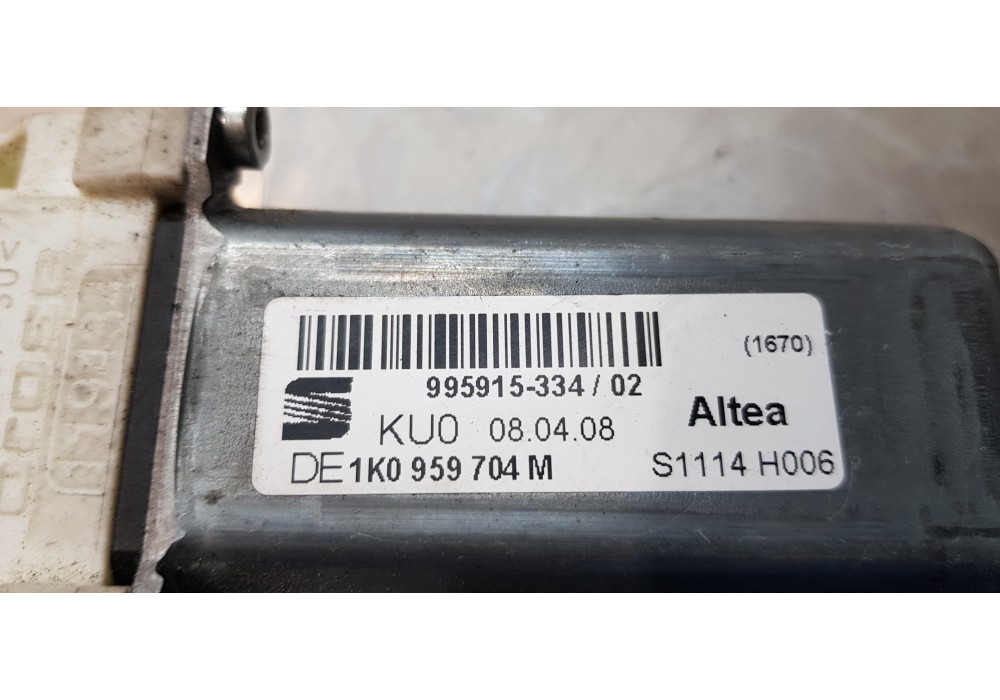 (1670)
995915-334 / 02
Altea
KU0 08.04.08
DE 1K0 959 704 M
S1114 H006